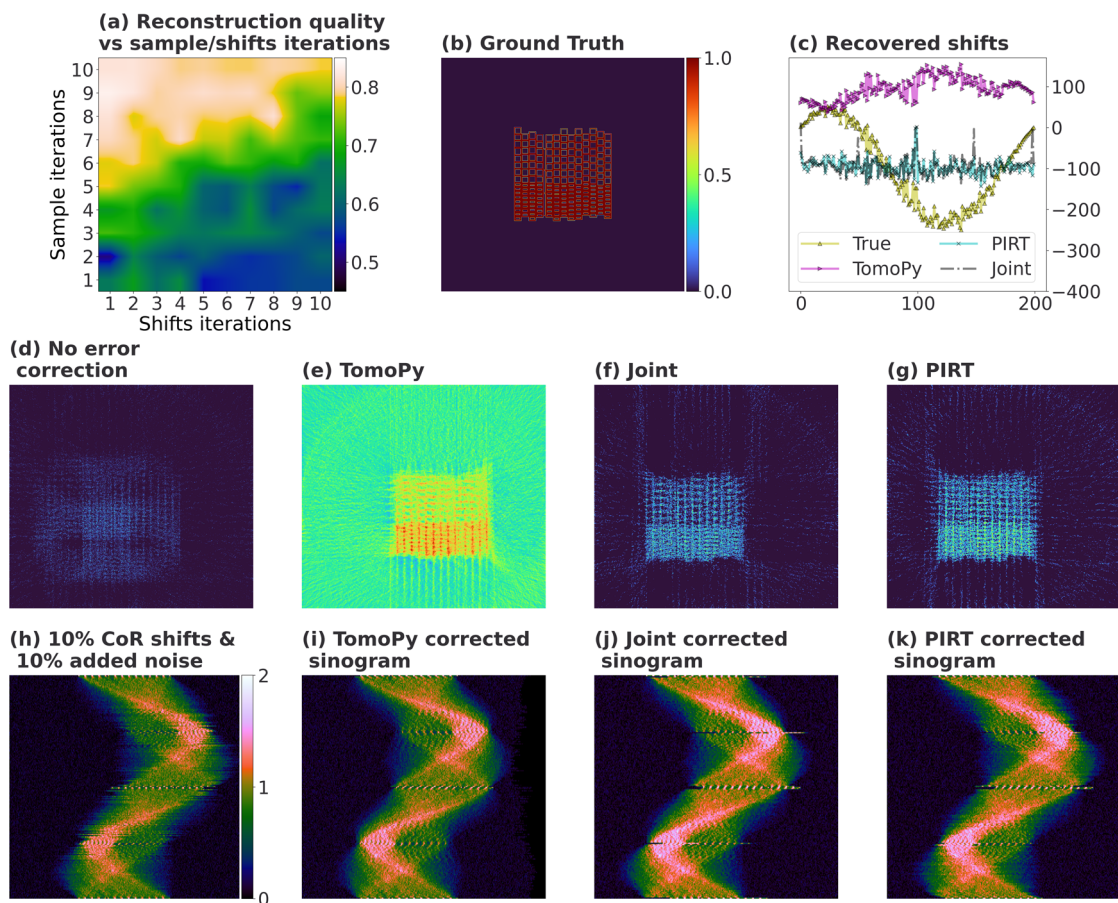 (a) Reconstruction quality
vs sample/shifts iterations
(b) Ground Truth
(c) Recovered shifts
Sample iterations
10
9
8
7
6
5
4
3
2
1
1 2 3 4 5 6 7 8 9 10
Shifts iterations
0.8
0.7
0.6
0.5
1.0
0.5
0.0
100
0
−100
−200
−300
−400
0 100 200
True
TomoPy
PIRT
Joint
(d) No error
correction
(e) TomoPy
(f) Joint
(g) PIRT
(h) 10% CoR shifts &
10% added noise
(i) TomoPy corrected
sinogram
(j) Joint corrected
sinogram
(k) PIRT corrected
sinogram
2
1
0